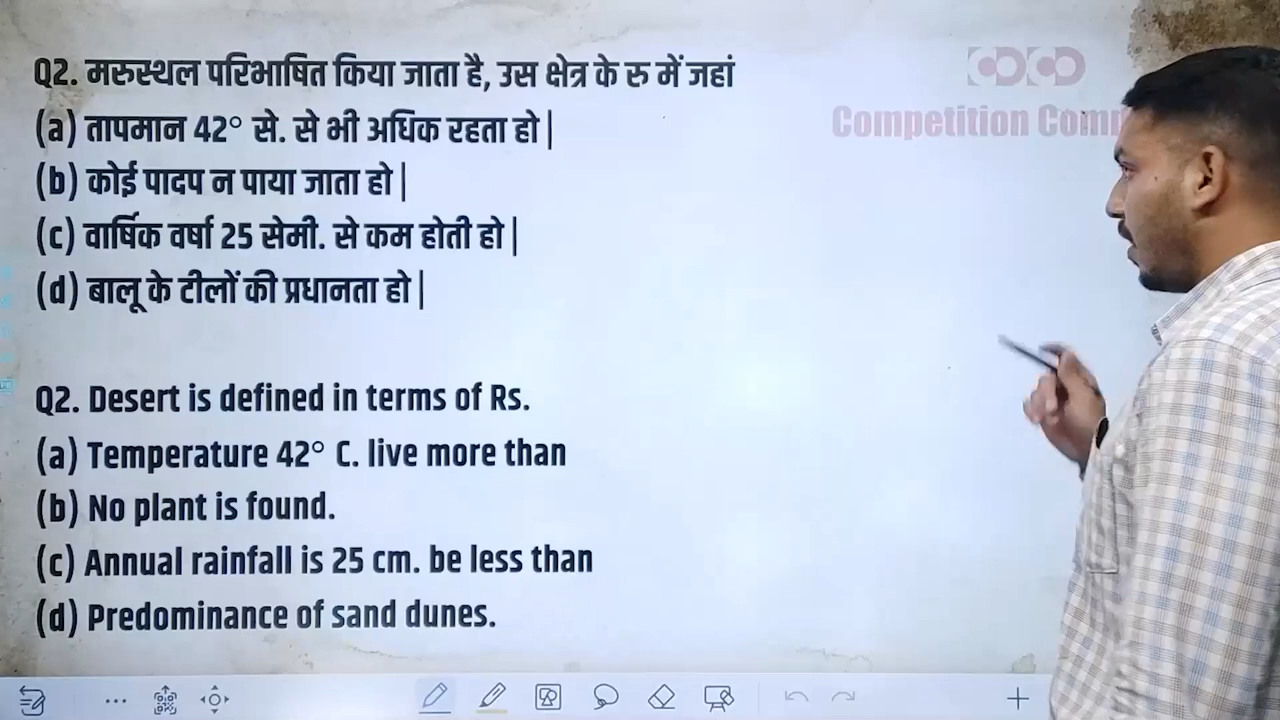 Q2. मरुस्थल परिभाषित किया जाता है, उस क्षेत्र के रु में जहां
(a) तापमान 42° से. से भी अधिक रहता हो |
(b) कोई पादप न पाया जाता हो |
(c) वार्षिक वर्षा 25 सेमी. से कम होती हो |
(d) बालू के टीलों की प्रधानता हो |
Competition
Q2. Desert is defined in terms of Rs.
(a) Temperature 42° C. live more than
(b) No plant is found.
(c) Annual rainfall is 25 cm. be less than
(d) Predominance of sand dunes.